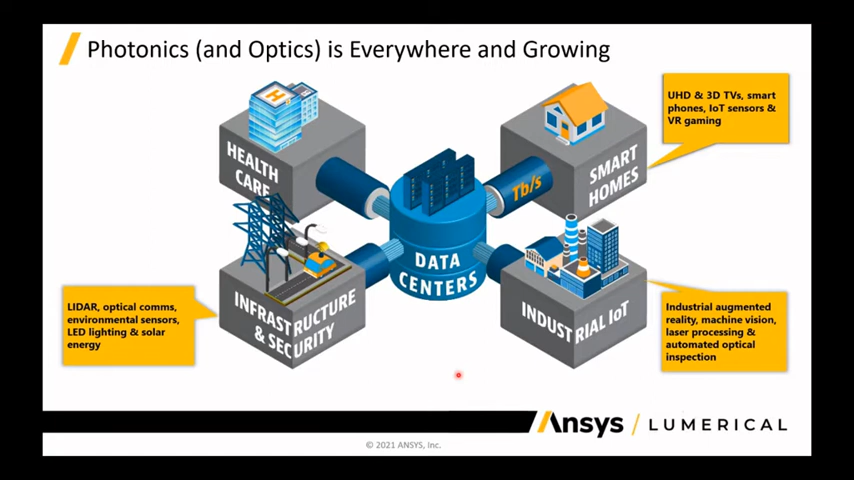 Photonics (and Optics) is Everywhere and Growing
UHD & 3D TVs, smart
phones, IoT sensors &
VR gaming
H
HEALTH
CARE
Tb/s
SMART
HOMES
DATA
CENTERS
LIDAR, optical comms,
environmental sensors,
LED lighting & solar
energy
INFRASTRUCTURE
& SECURITY
INDUSTRIAL IoT
Industrial augmented
reality, machine vision,
laser processing &
automated optical
inspection
Ansys / LUMERICAL
© 2021 ANSYS, Inc.